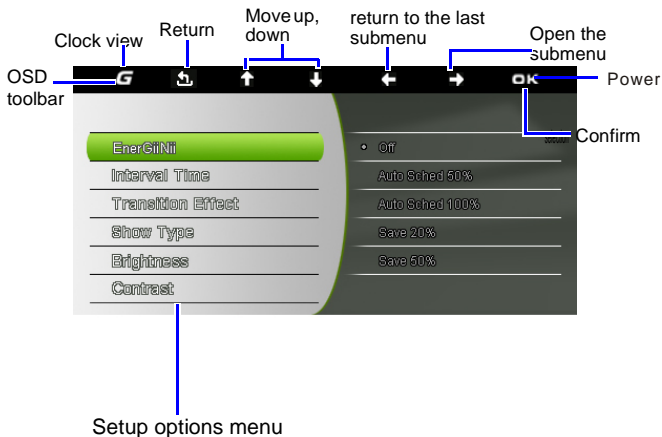 Clock view
Return
Move up,
down
return to the last
submenu
Open the
submenu
OSD
toolbar
G
OK
Power
Confirm
EnerGiiNii
Off
Interval Time
Auto Sched 50%
Transition Effect
Auto Sched 100%
Show Type
Save 20%
Brightness
Save 50%
Contrast
Setup options menu